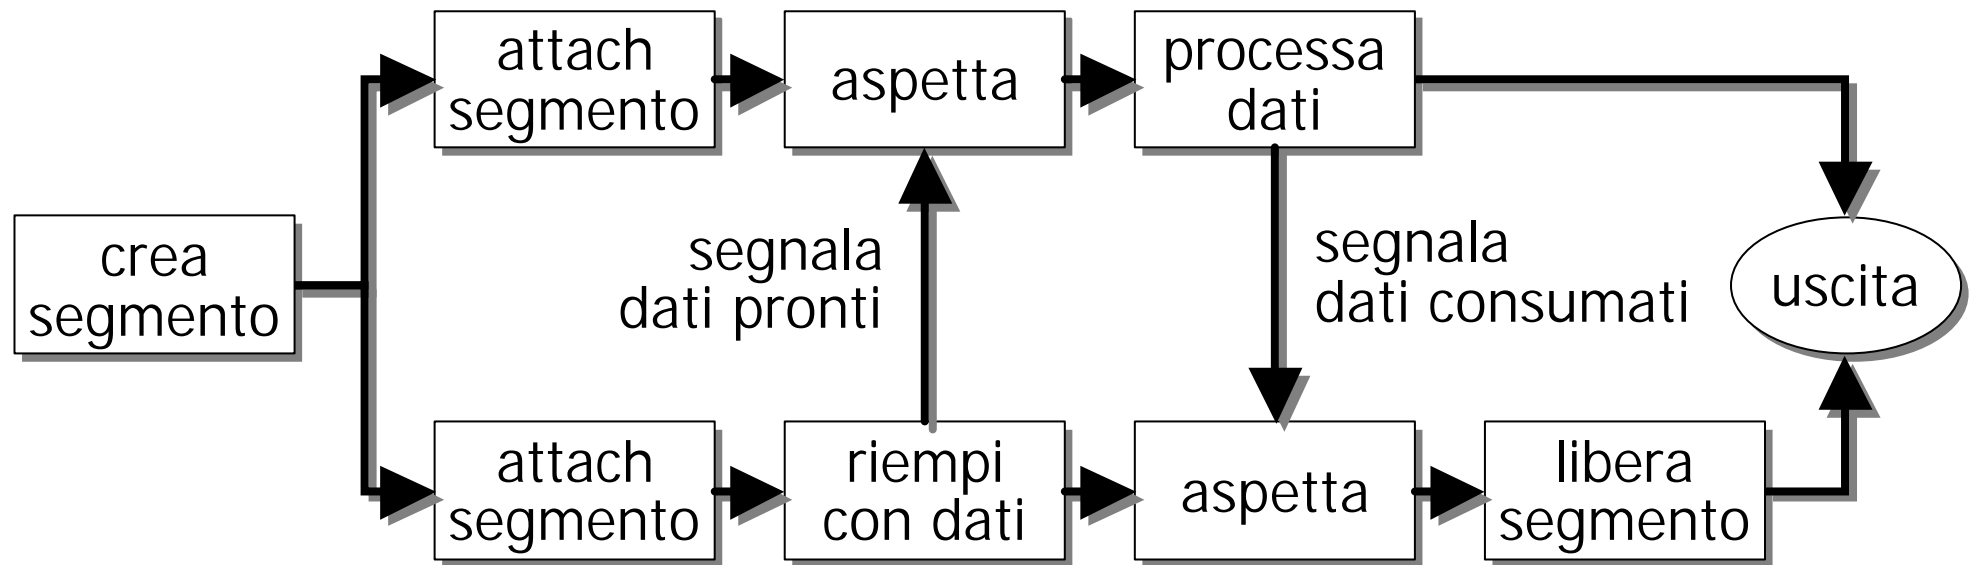 attach
segmento
aspetta
processa
dati
crea
segmento
segnala
dati pronti
segnala
dati consumati
uscita
attach
segmento
riempi
con dati
aspetta
libera
segmento